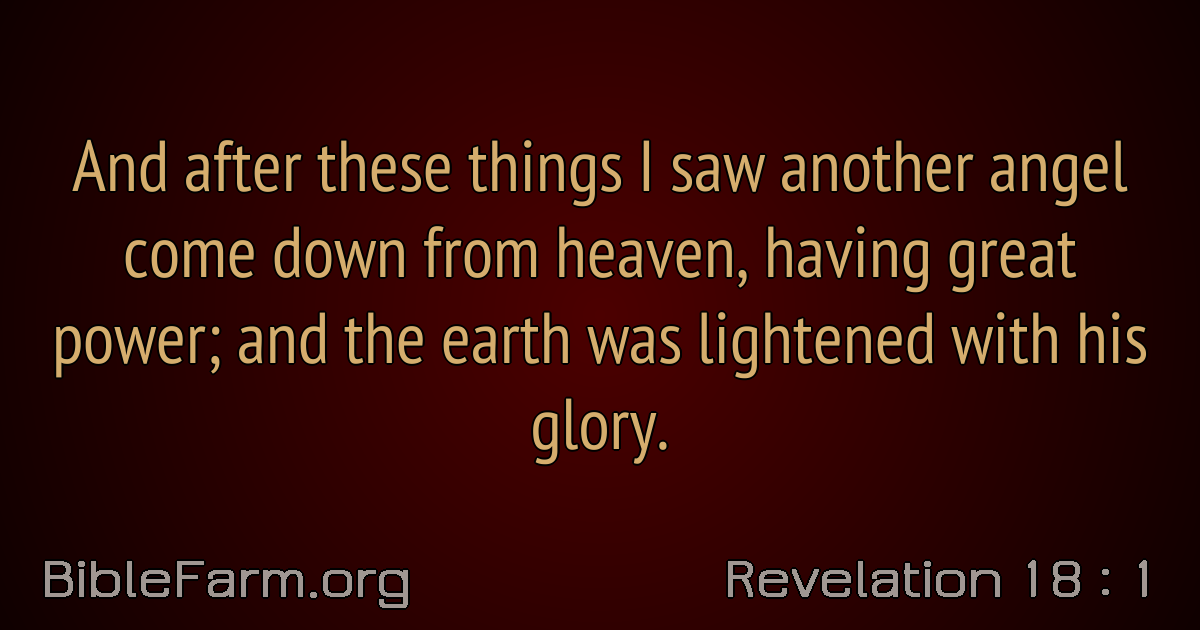 And after these things I saw another angel
come down from heaven, having great
power; and the earth was lightened with his
glory.
BibleFarm.org
Revelation 18 : 1